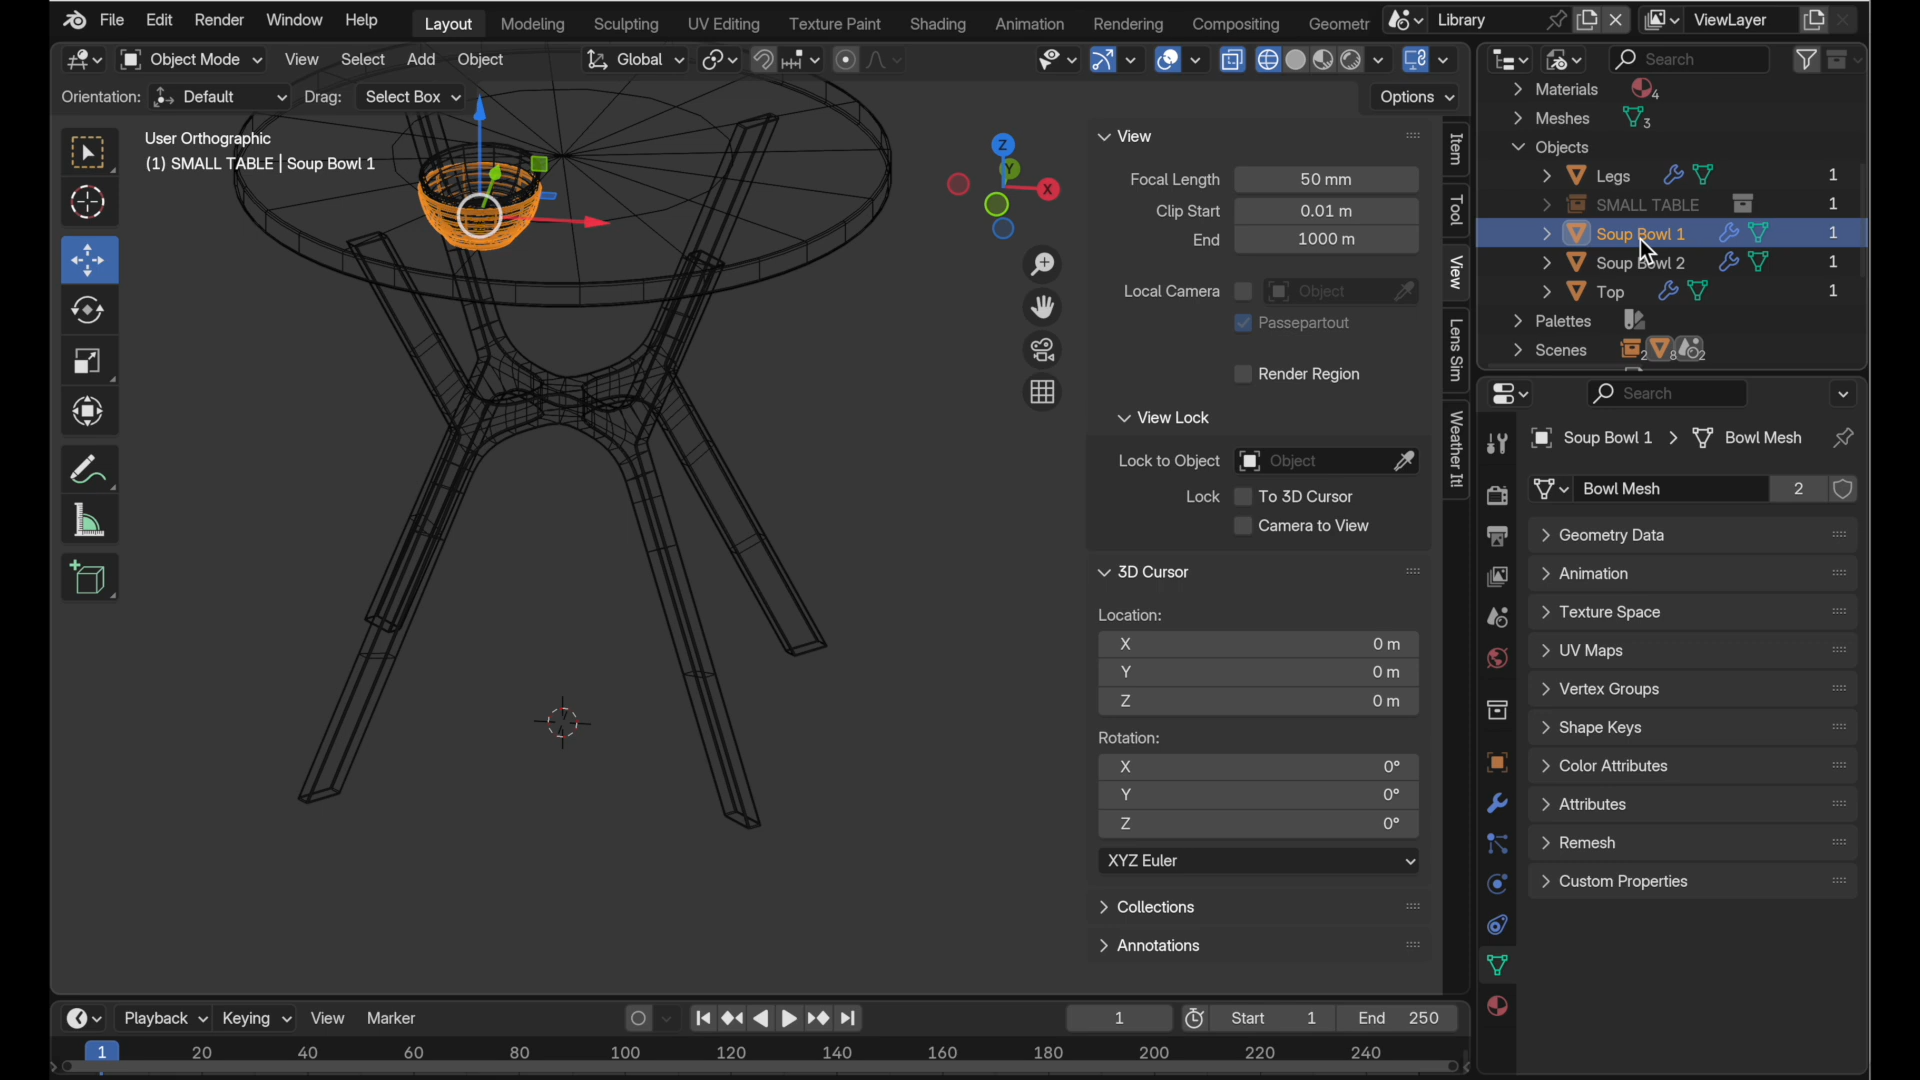 File Edit Render Window Help Layout Modeling Sculpting UV Editing Texture Paint Shading Animation Rendering Compositing Geometr Library ViewLayer
Object Mode View Select Add Object Global Search
Orientation: Default Drag: Select Box Options
User Orthographic
(1) SMALL TABLE | Soup Bowl 1
Z
Y
X
View
Focal Length 50 mm
Clip Start 0.01 m
End 1000 m
Local Camera Object
Passepartout
Render Region
View Lock
Lock to Object Object
Lock To 3D Cursor
Camera to View
3D Cursor
Location:
X 0 m
Y 0 m
Z 0 m
Rotation:
X 0°
Y 0°
Z 0°
XYZ Euler
Collections
Annotations
Item
Tool
View
Lens Sim
Weather It!
Materials 4
Meshes 3
Objects
Legs 1
SMALL TABLE 1
Soup Bowl 1 1
Soup Bowl 2 1
Top 1
Palettes
Scenes 2 8 2
Search
Soup Bowl 1 > Bowl Mesh
Bowl Mesh 2
Geometry Data
Animation
Texture Space
UV Maps
Vertex Groups
Shape Keys
Color Attributes
Attributes
Remesh
Custom Properties
Playback Keying View Marker 1 Start 1 End 250
1 20 40 60 80 100 120 140 160 180 200 220 240